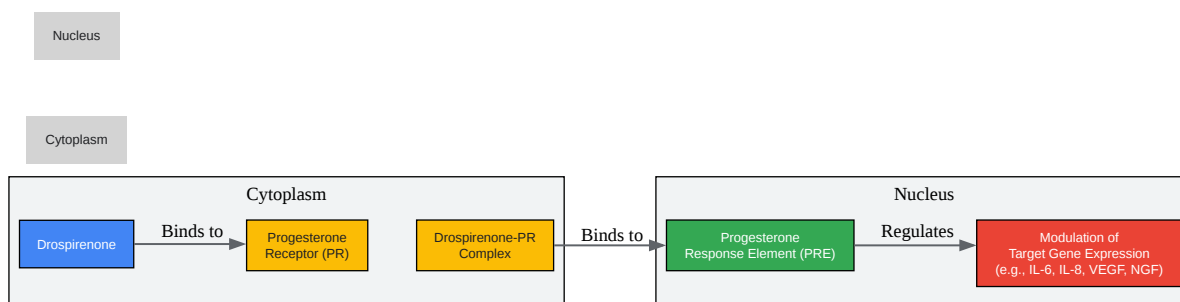 Nucleus
Cytoplasm
Cytoplasm
Nucleus
Drospirenone
Binds to
Progesterone
Receptor (PR)
Drospirenone-PR
Complex
Binds to
Progesterone
Response Element (PRE)
Regulates
Modulation of
Target Gene Expression
(e.g., IL-6, IL-8, VEGF, NGF)